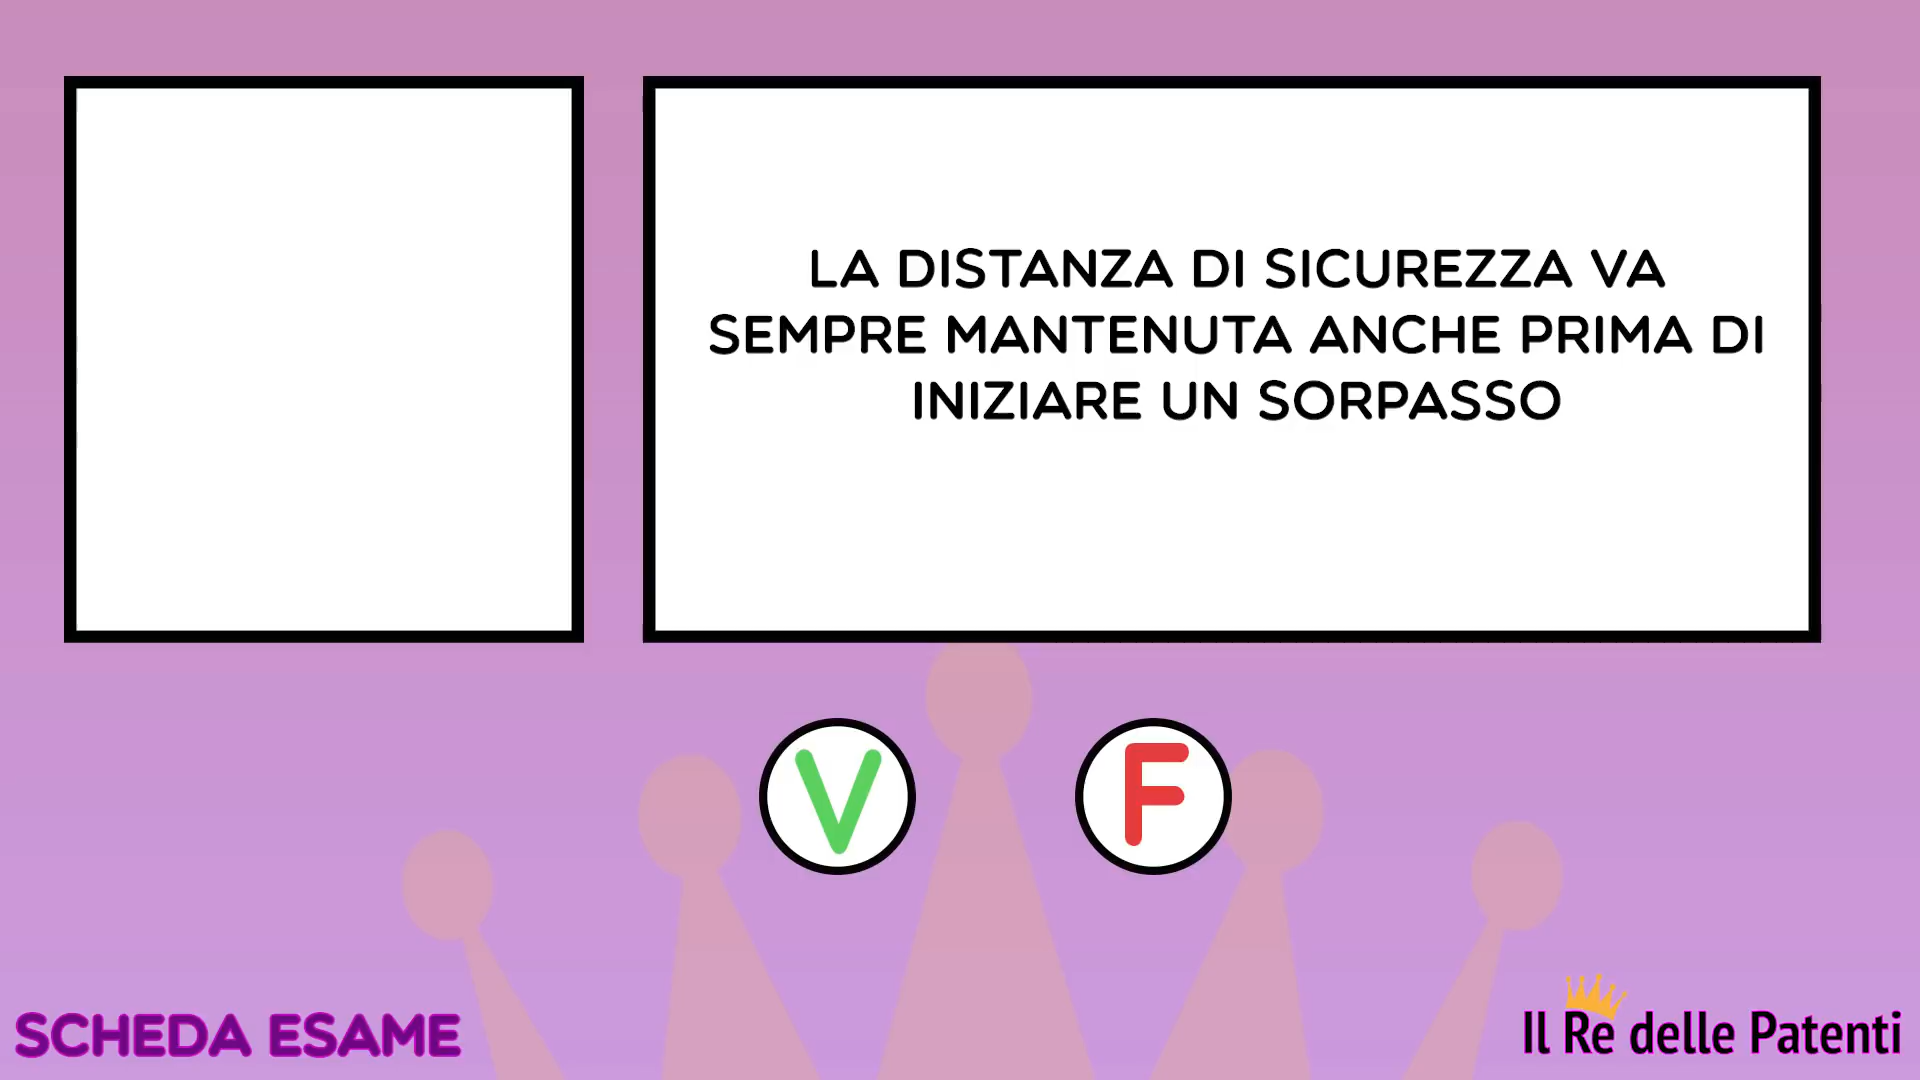 LA DISTANZA DI SICUREZZA VA
SEMPRE MANTENUTA ANCHE PRIMA DI
INIZIARE UN SORPASSO
V
F
SCHEDA ESAME
Il Re delle Patenti